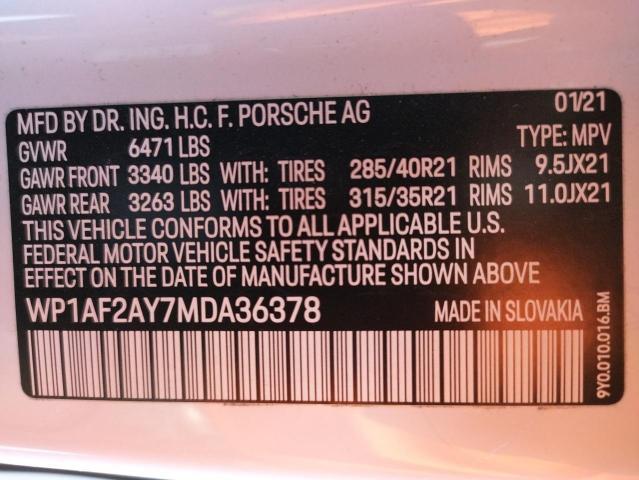 MFD BY DR. ING. H.C. F. PORSCHE AG 01/21
GVWR 6471 LBS TYPE: MPV
GAWR FRONT 3340 LBS WITH: TIRES 285/40R21 RIMS 9.5JX21
GAWR REAR 3263 LBS WITH: TIRES 315/35R21 RIMS 11.0JX21
THIS VEHICLE CONFORMS TO ALL APPLICABLE U.S.
FEDERAL MOTOR VEHICLE SAFETY STANDARDS IN
EFFECT ON THE DATE OF MANUFACTURE SHOWN ABOVE
WP1AF2AY7MDA36378 MADE IN SLOVAKIA
9Y0.010.016.BM